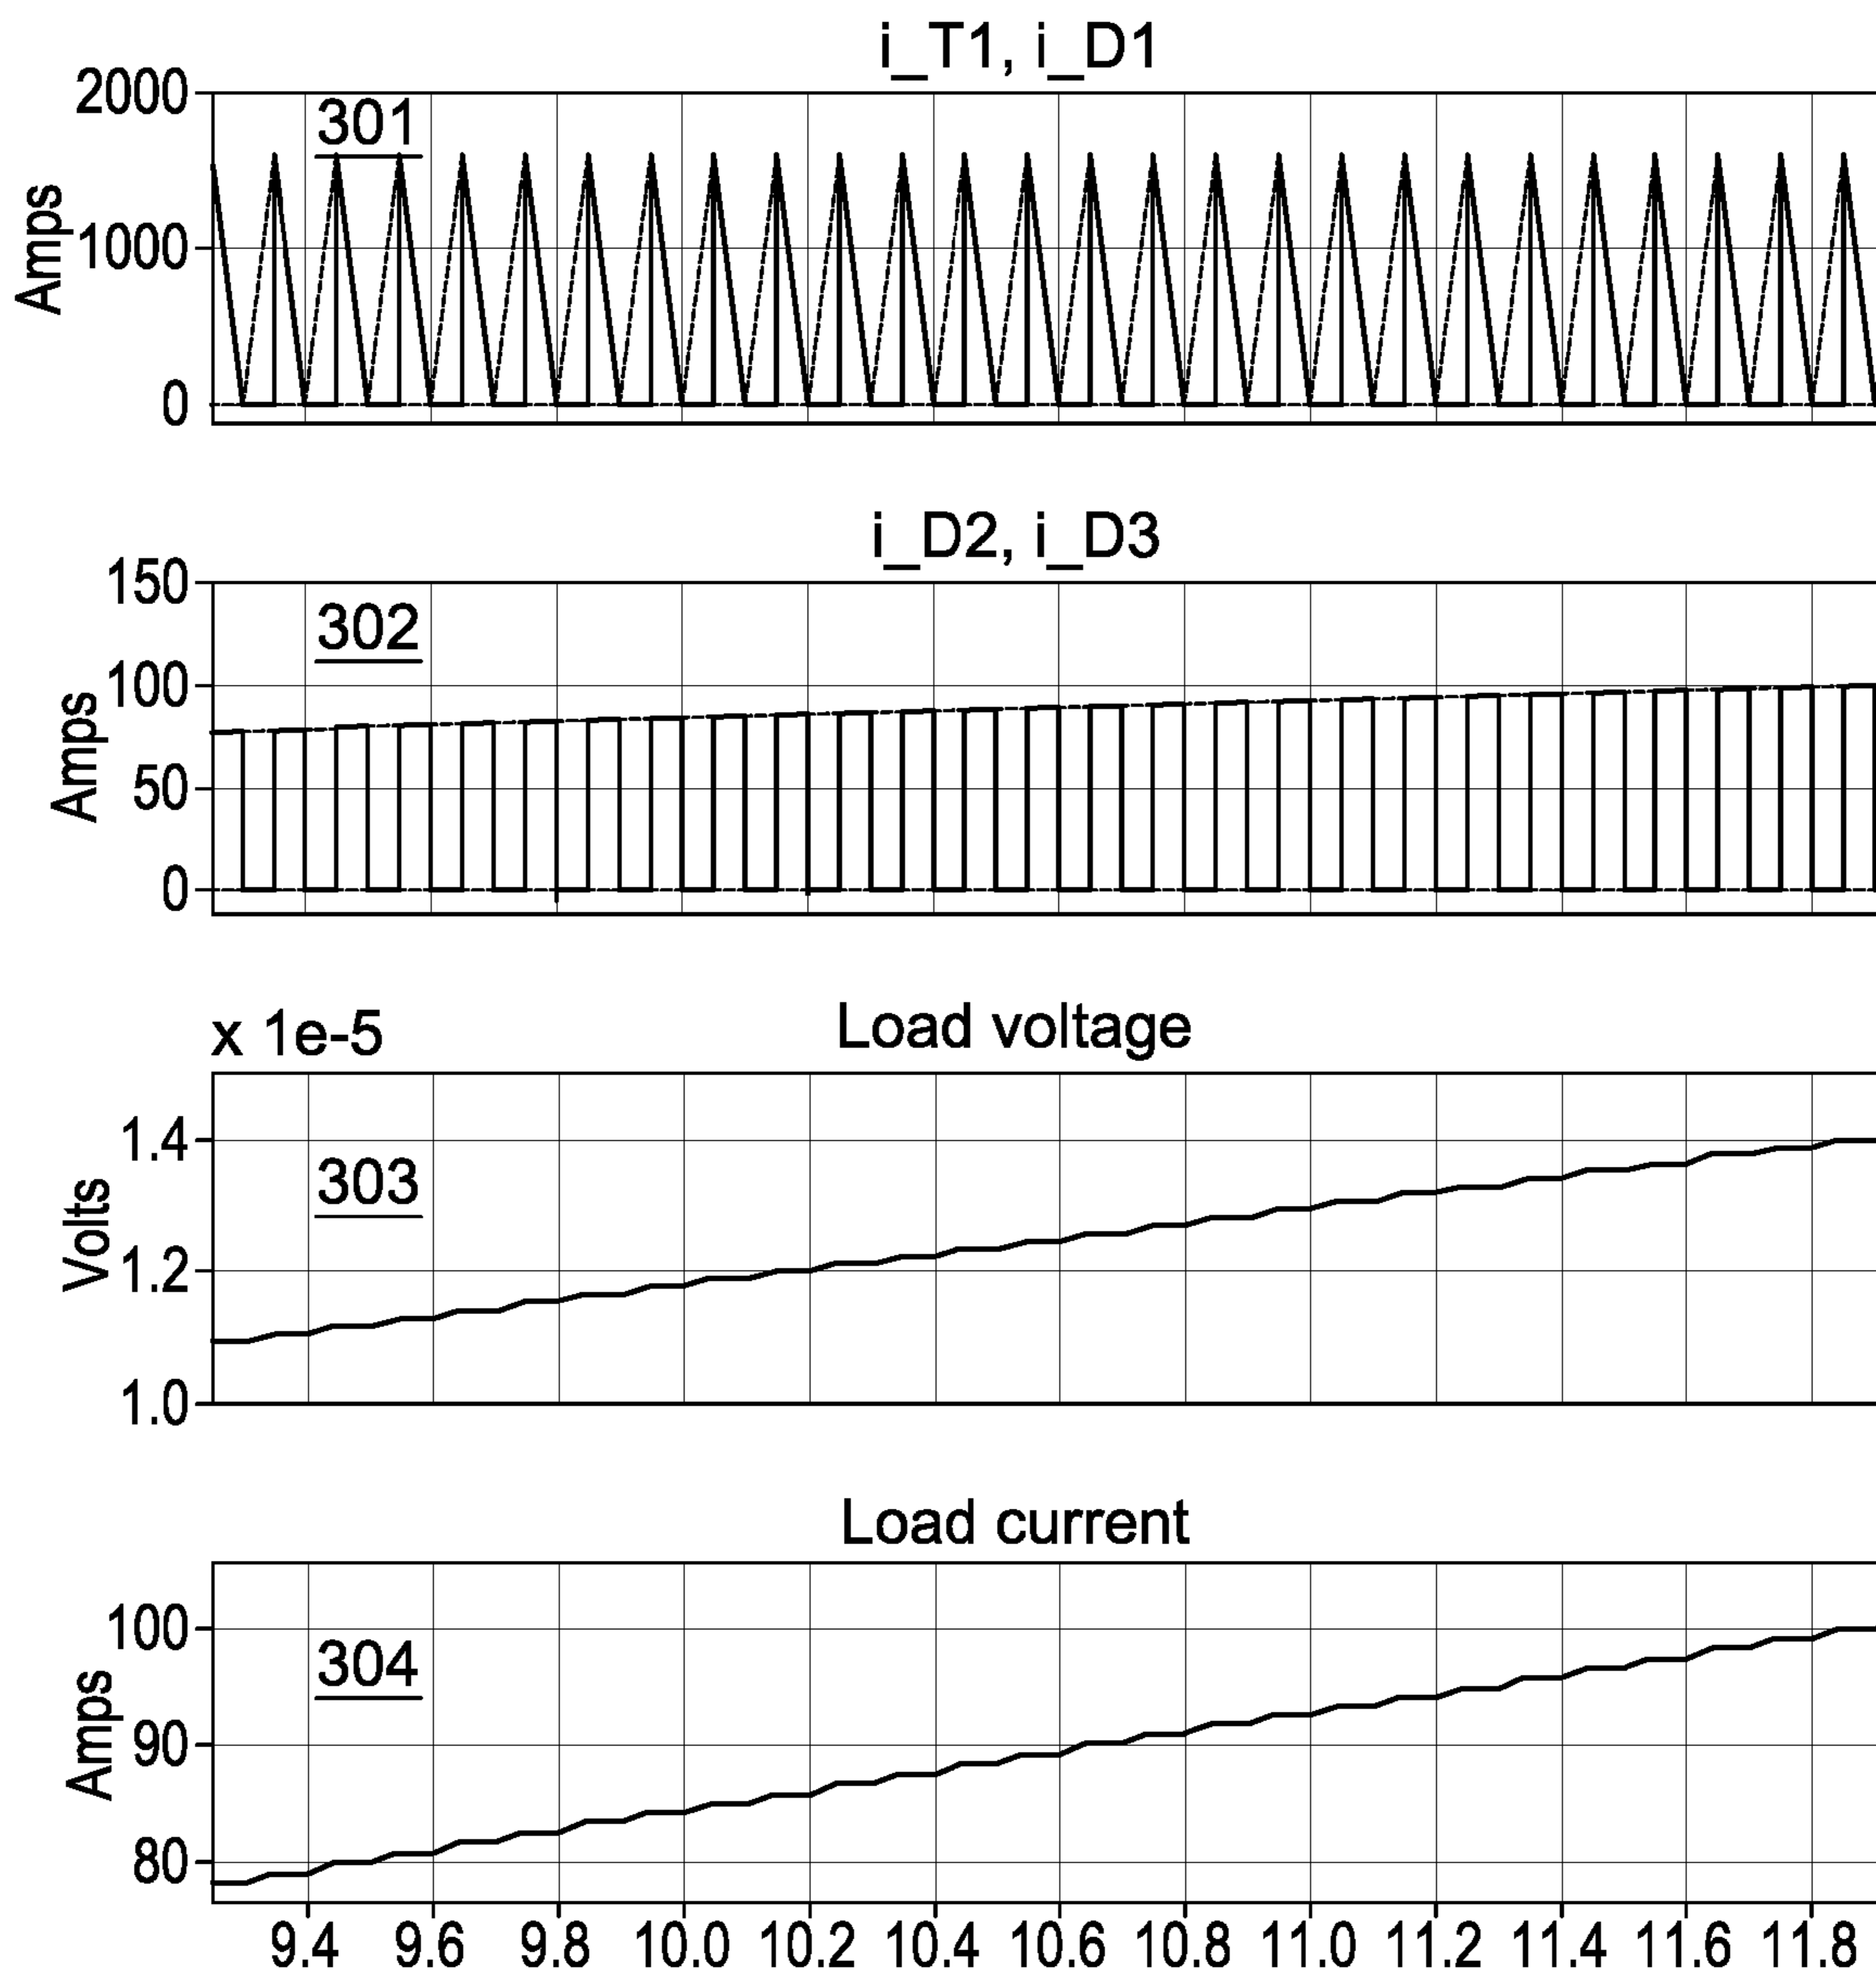 i_T1, i_D1
2000
1000
0
Amps
301
i_D2, i_D3
150
100
50
0
Amps
302
x 1e-5
Load voltage
1.4
1.2
1.0
Volts
303
Load current
100
90
80
Amps
304
9.4 9.6 9.8 10.0 10.2 10.4 10.6 10.8 11.0 11.2 11.4 11.6 11.8